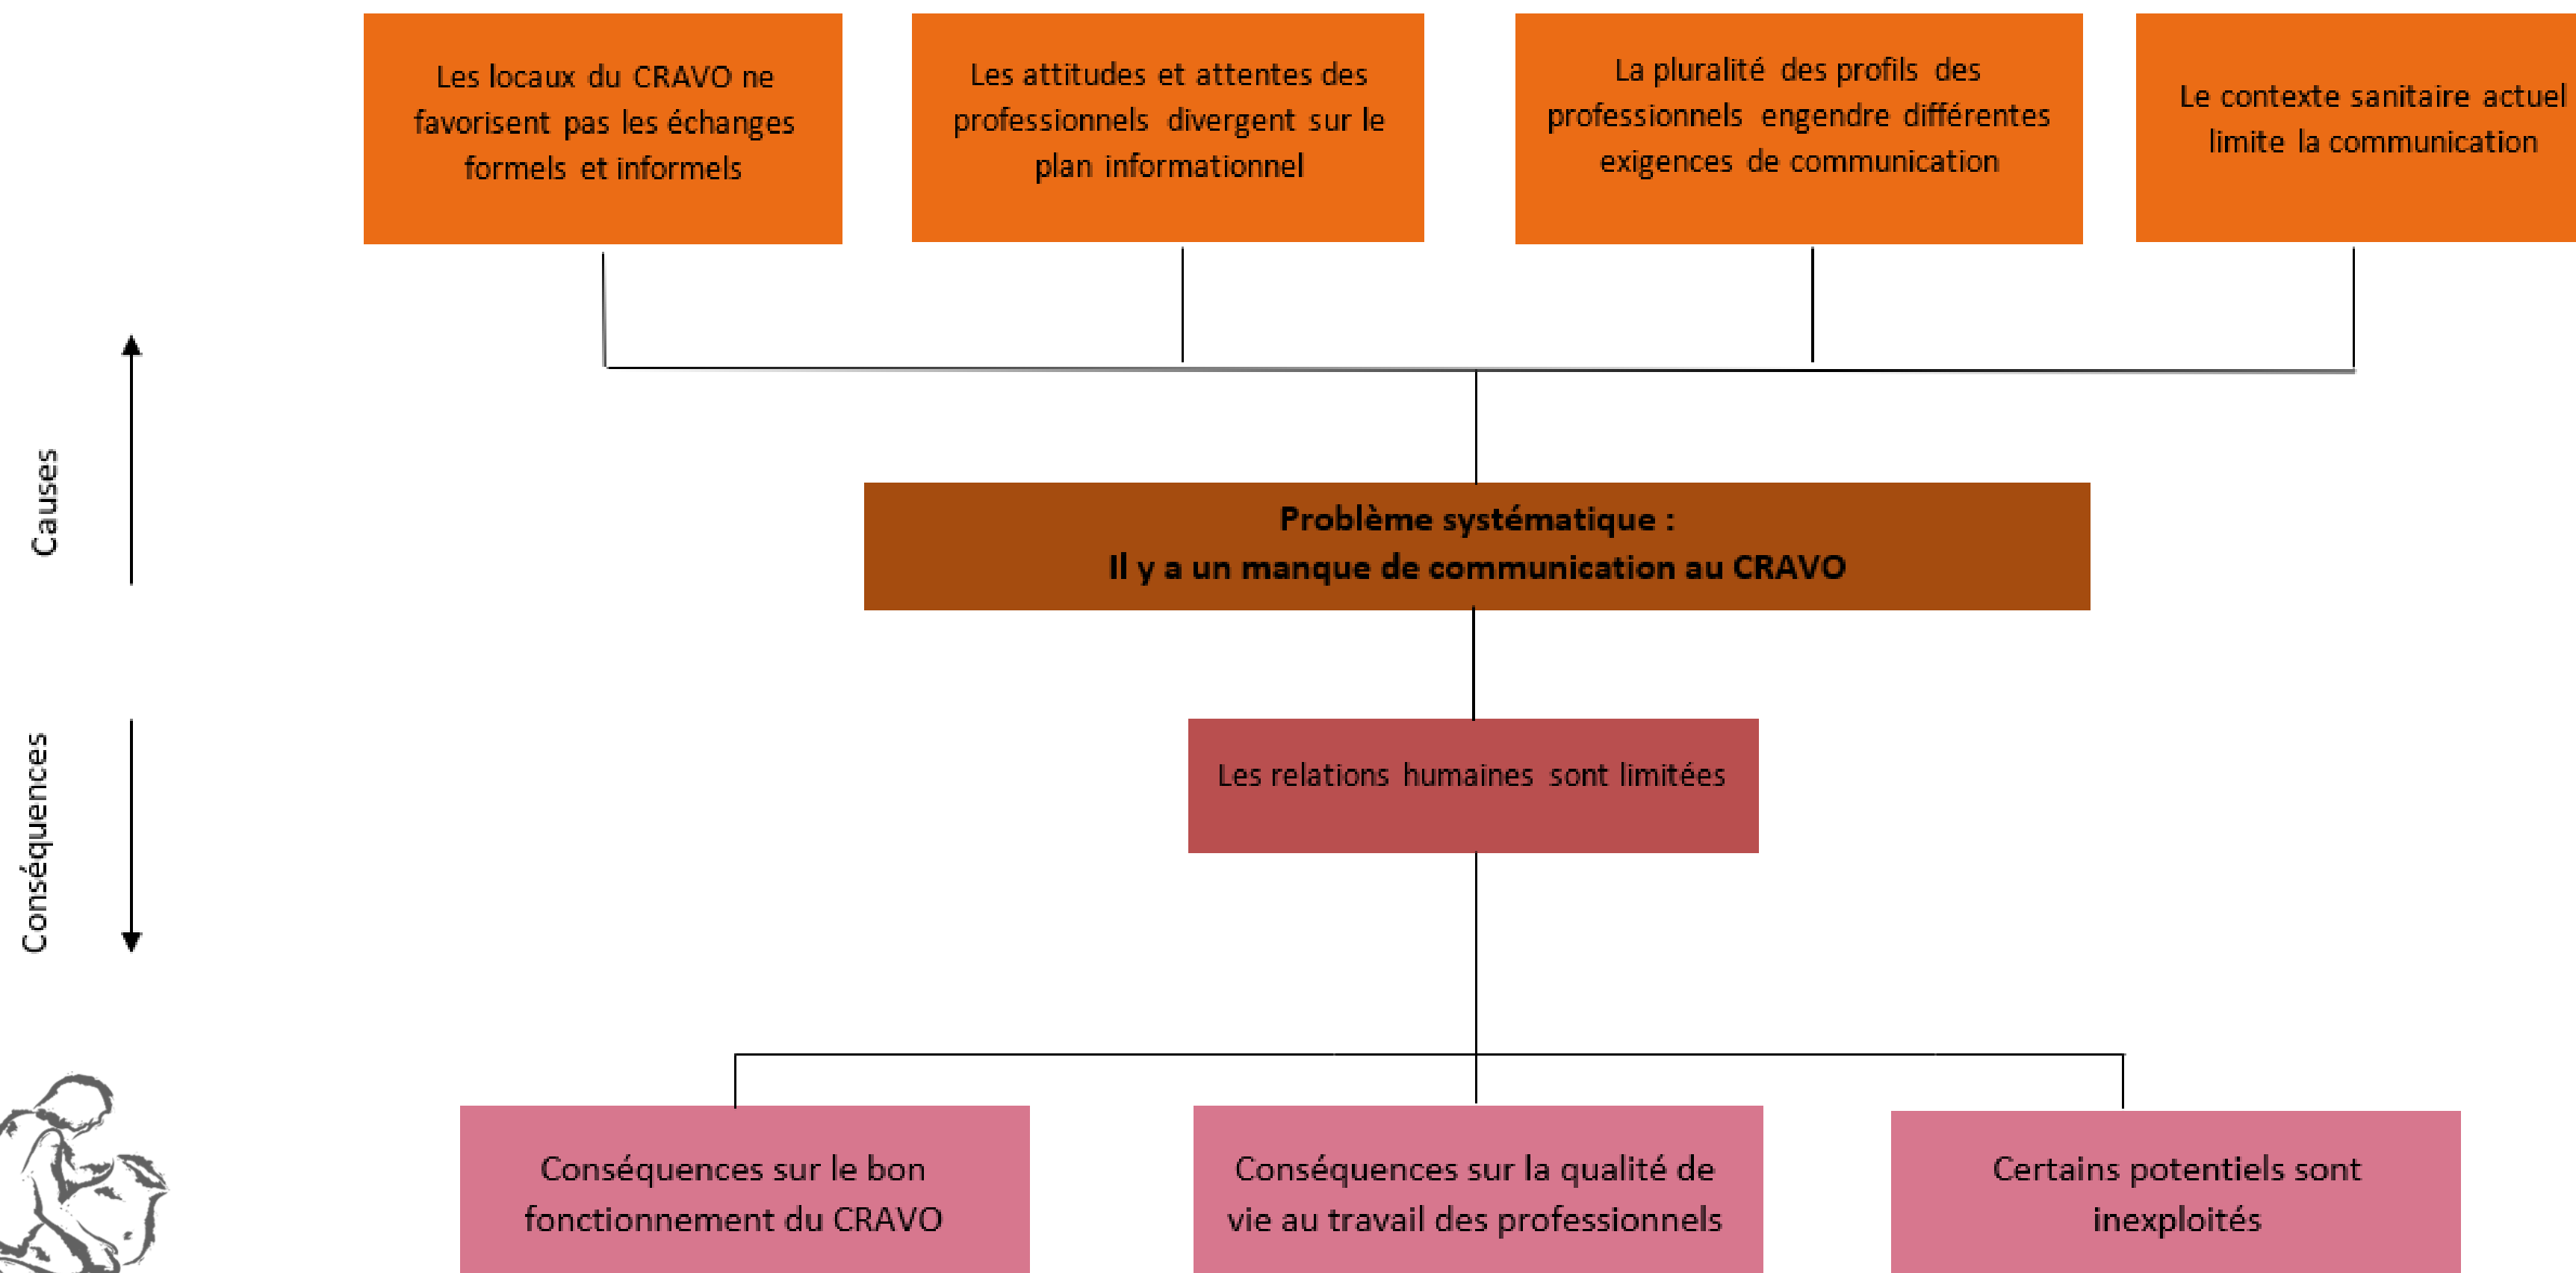 Les locaux du CRAVO ne
favorisent pas les échanges
formels et informels
Les attitudes et attentes des
professionnels divergent sur le
plan informationnel
La pluralité des profils des
professionnels engendre différentes
exigences de communication
Le contexte sanitaire actuel
limite la communication
Causes
Problème systématique :
Il y a un manque de communication au CRAVO
Conséquences
Les relations humaines sont limitées
Conséquences sur le bon
fonctionnement du CRAVO
Conséquences sur la qualité de
vie au travail des professionnels
Certains potentiels sont
inexploités